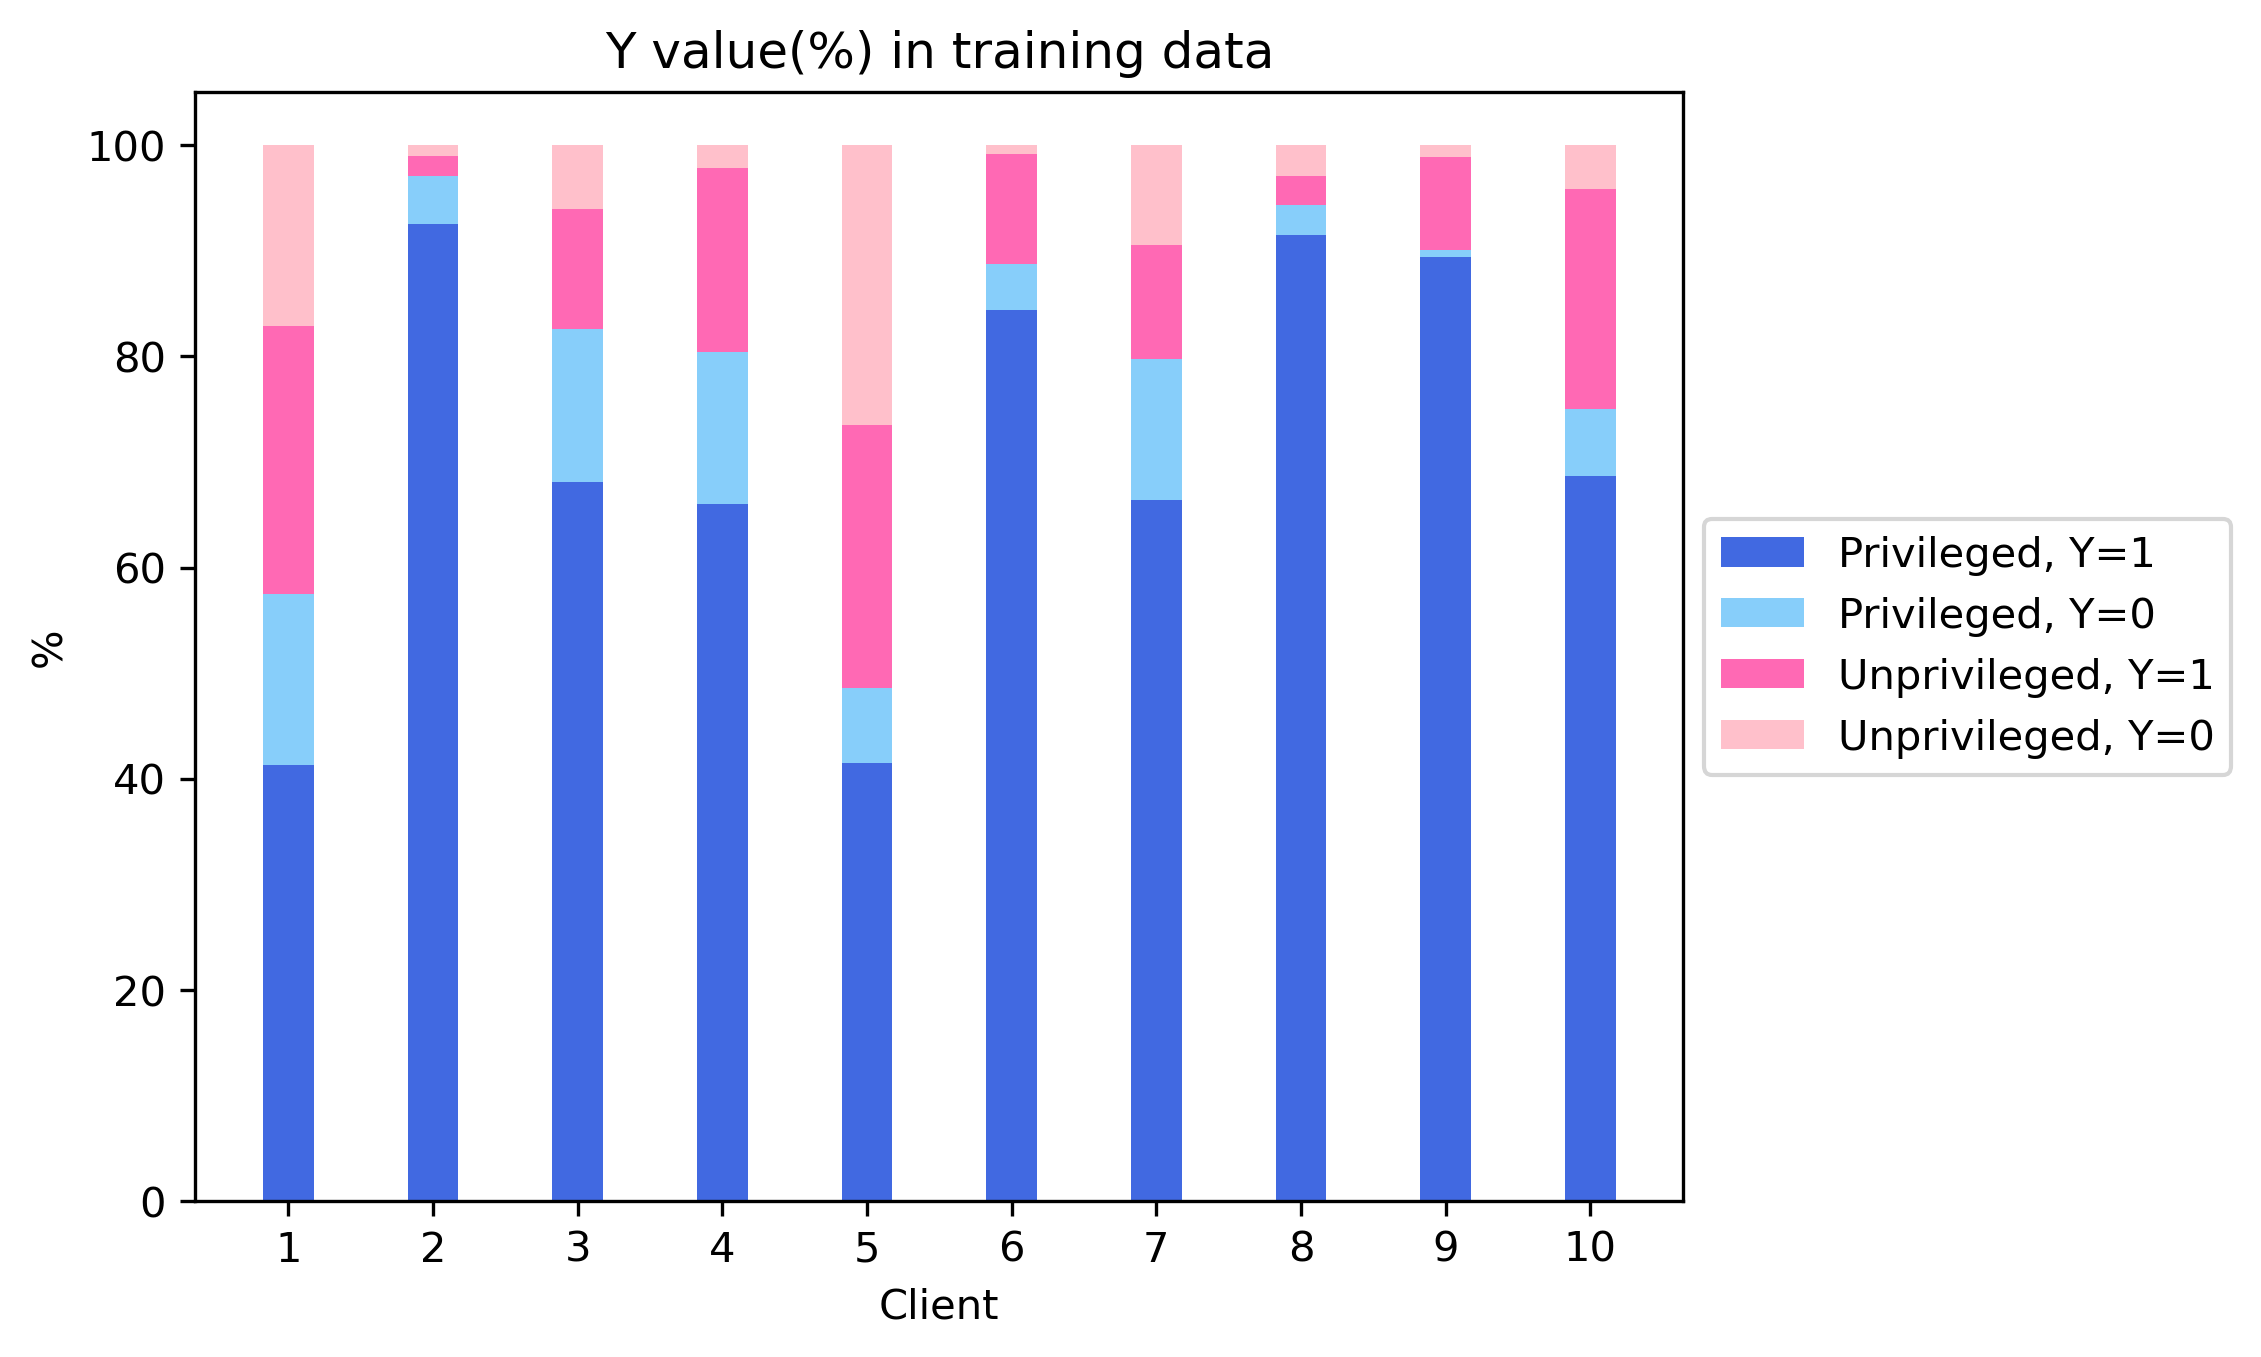 Y value(%) in training data
100
80
60
40
20
0
%
1 2 3 4 5 6 7 8 9 10
Client
Privileged, Y=1
Privileged, Y=0
Unprivileged, Y=1
Unprivileged, Y=0